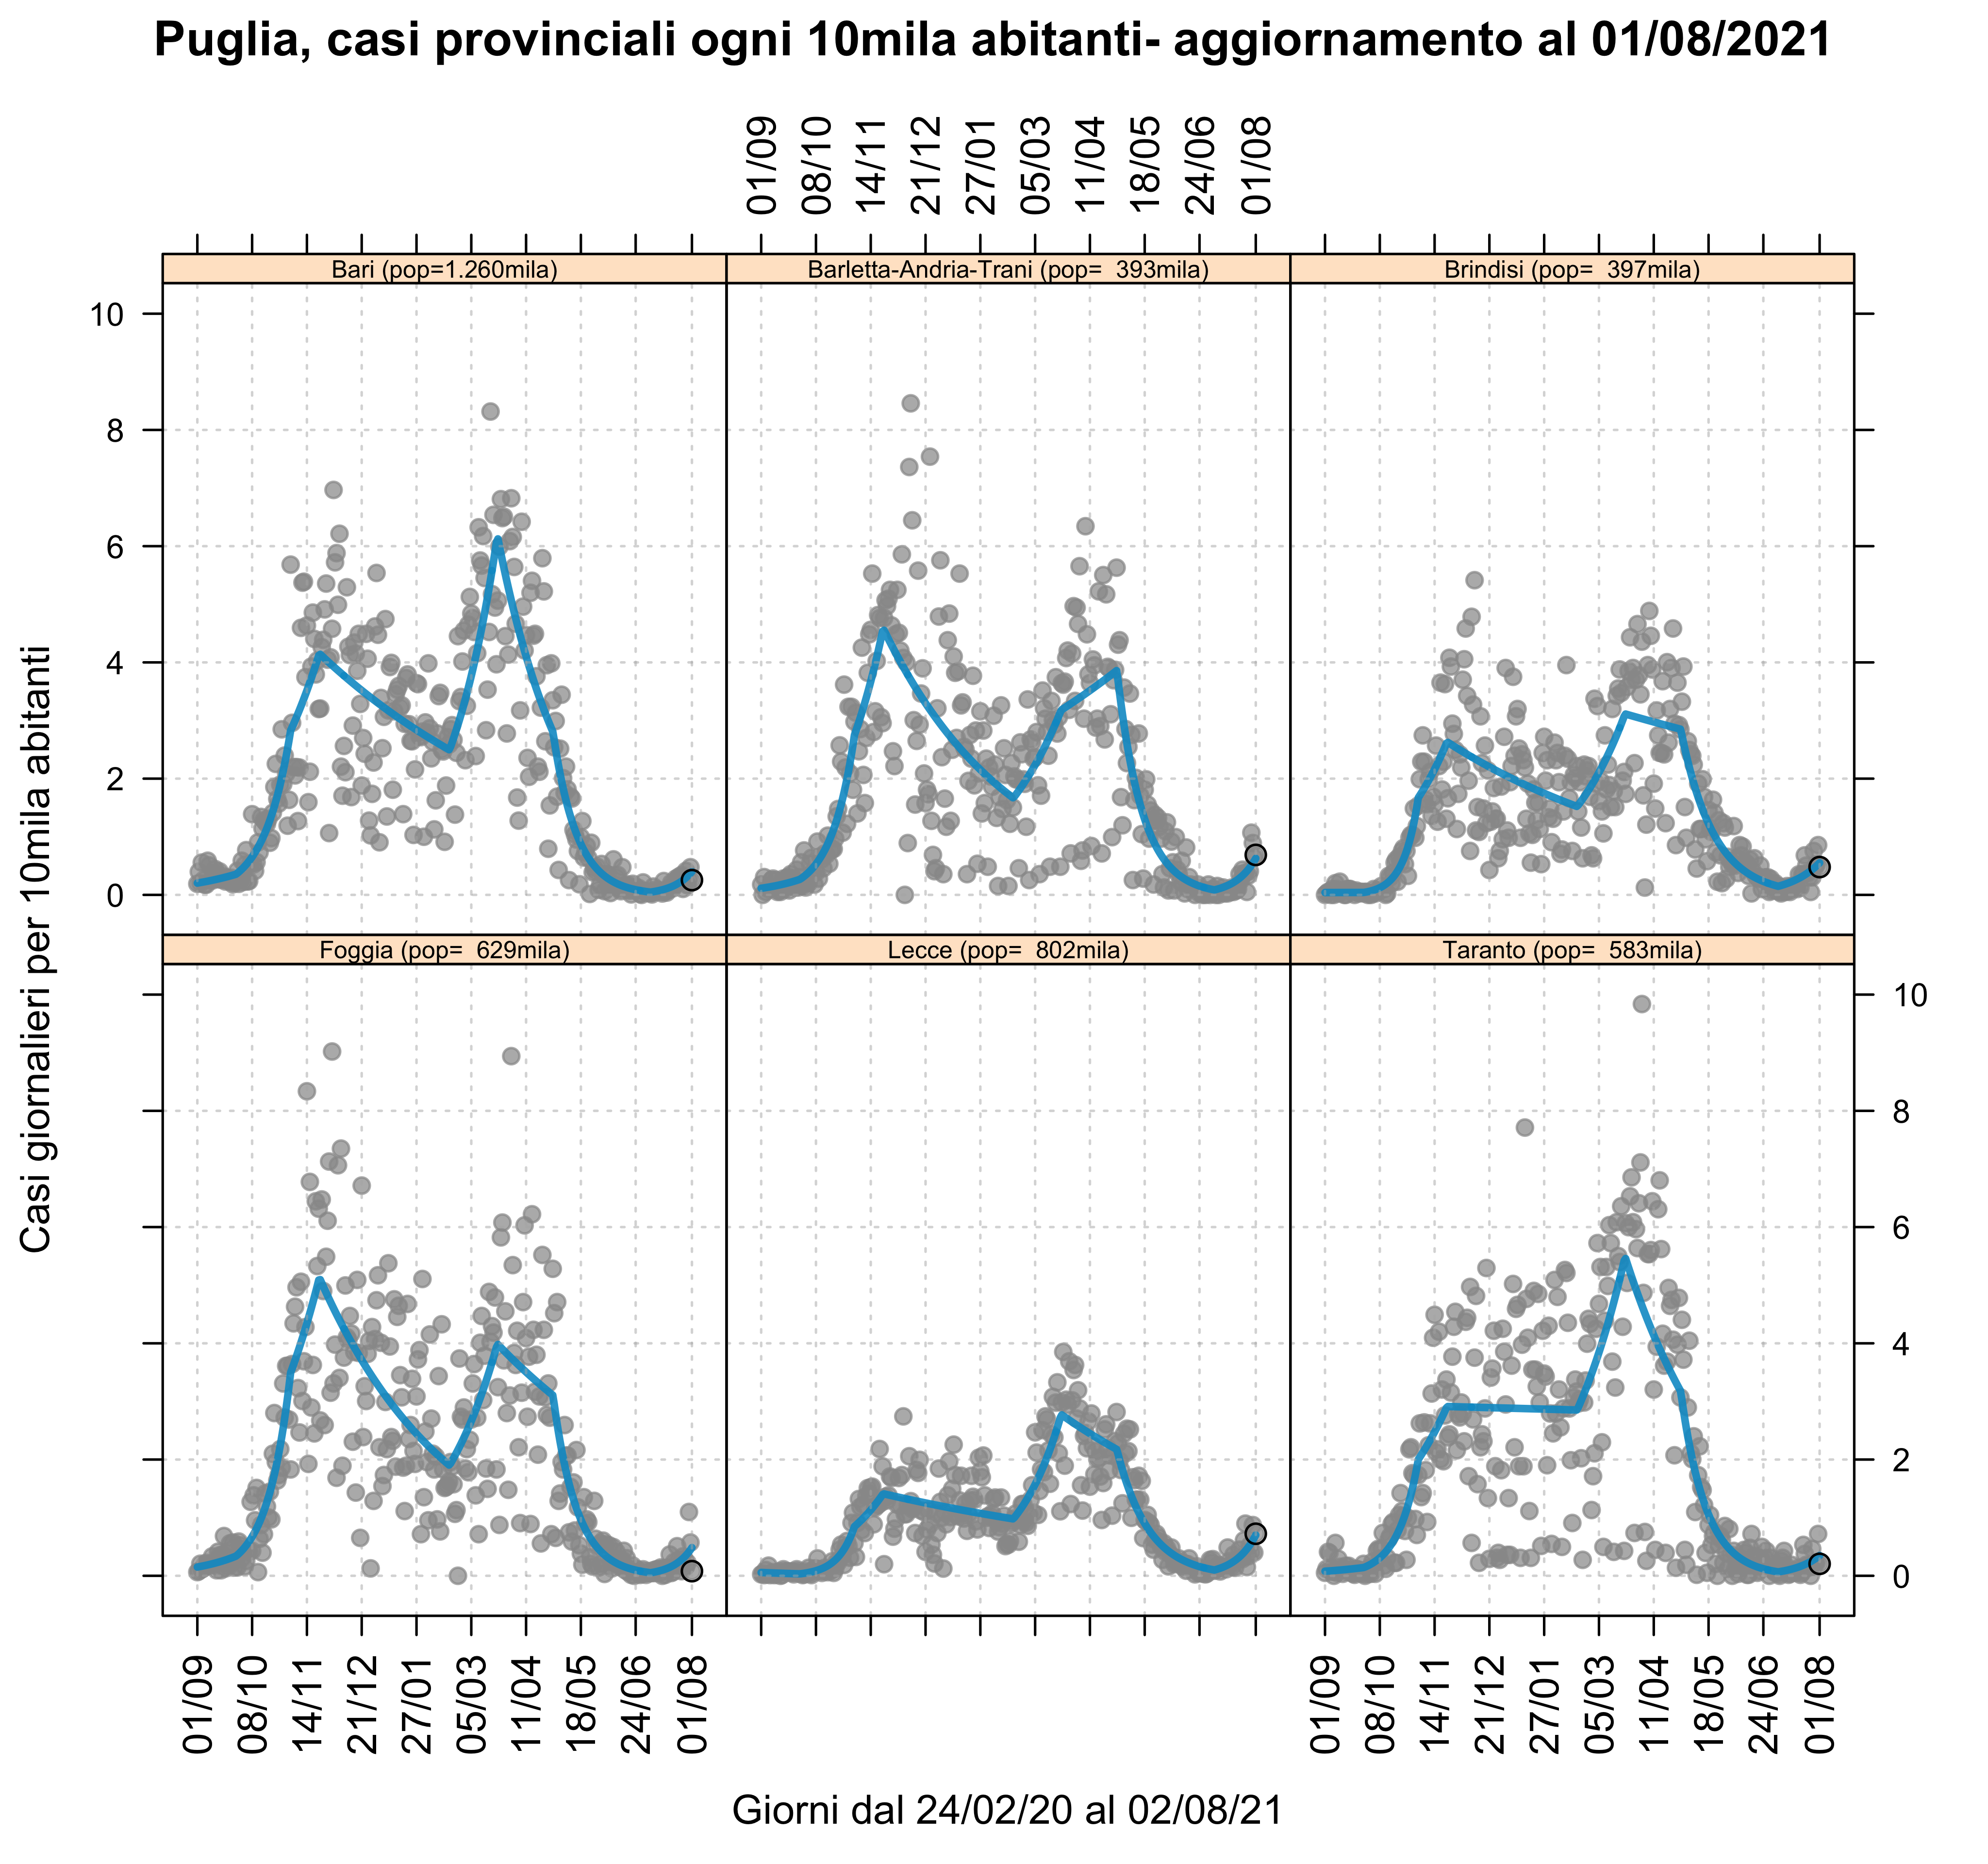 Puglia, casi provinciali ogni 10mila abitanti- aggiornamento al 01/08/2021
01/09 08/10 14/11 21/12 27/01 05/03 11/04 18/05 24/06 01/08
Bari (pop=1.260mila)
Barletta-Andria-Trani (pop= 393mila)
Brindisi (pop= 397mila)
10
8
6
4
2
0
Casi giornalieri per 10mila abitanti
Foggia (pop= 629mila)
Lecce (pop= 802mila)
Taranto (pop= 583mila)
10
8
6
4
2
0
01/09 08/10 14/11 21/12 27/01 05/03 11/04 18/05 24/06 01/08
01/09 08/10 14/11 21/12 27/01 05/03 11/04 18/05 24/06 01/08
Giorni dal 24/02/20 al 02/08/21